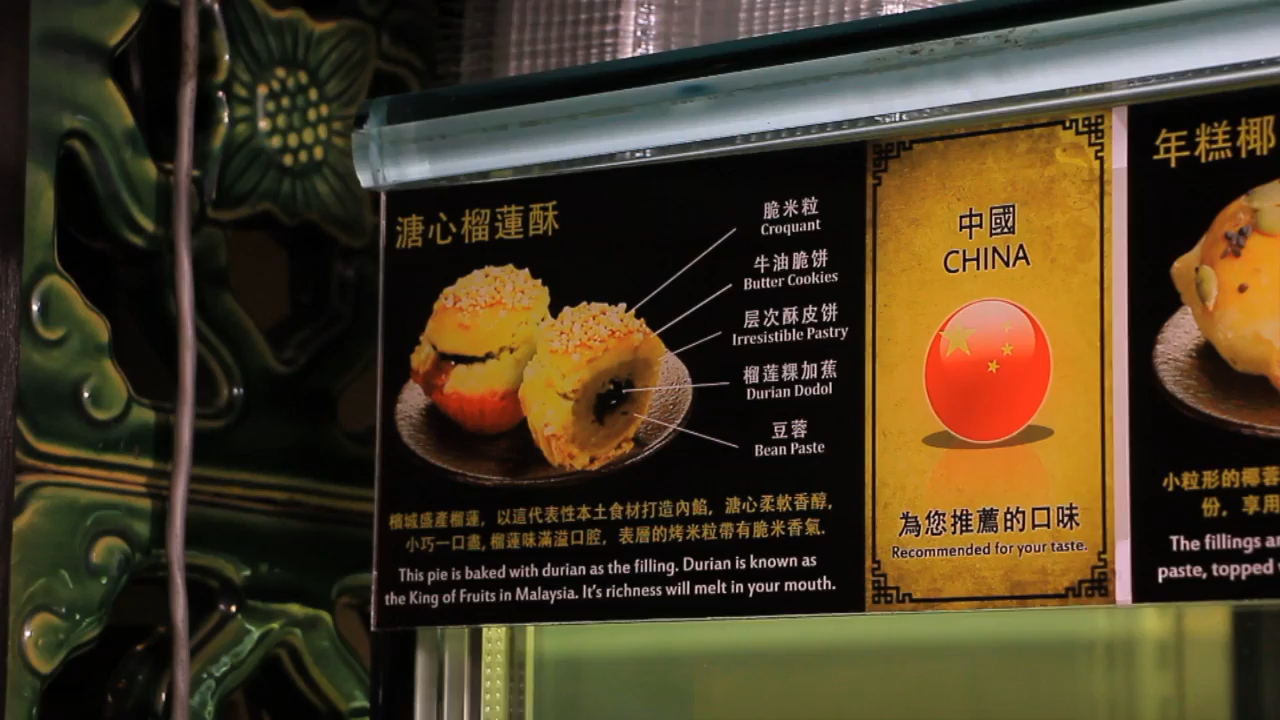 溏心榴蓮酥
脆米粒
Croquant
牛油脆饼
Butter Cookies
层次酥皮饼
Irresistible Pastry
榴莲粿加蕉
Durian Dodol
豆蓉
Bean Paste
檳城盛產榴蓮, 以這代表性本土食材打造內餡, 溏心柔軟香醇,
小巧一口盡, 榴蓮味滿溢口腔, 表層的烤米粒帶有脆米香氣.
This pie is baked with durian as the filling. Durian is known as
the King of Fruits in Malaysia. It's richness will melt in your mouth.
中國
CHINA
為您推薦的口味
Recommended for your taste.
年糕椰
小粒形的椰蓉
份, 享用
The fillings ar
paste, topped